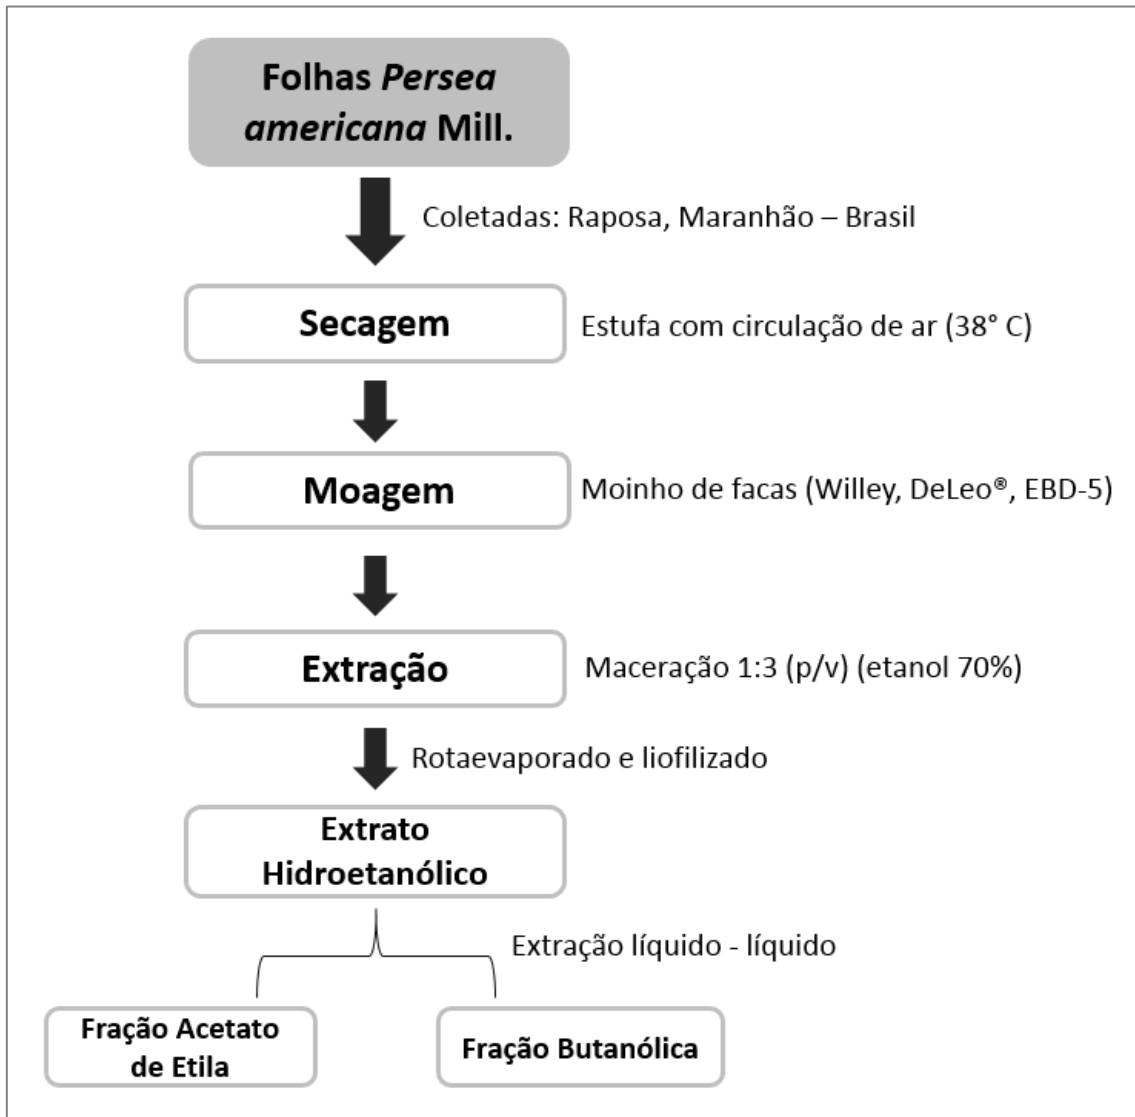 Folhas Persea
americana Mill.
Coletadas: Raposa, Maranhão – Brasil
Secagem
Estufa com circulação de ar (38° C)
Moagem
Moinho de facas (Willey, DeLeo®, EBD-5)
Extração
Maceração 1:3 (p/v) (etanol 70%)
Rotaevaporado e liofilizado
Extrato
Hidroetanólico
Extração líquido - líquido
Fração Acetato
de Etila
Fração Butanólica